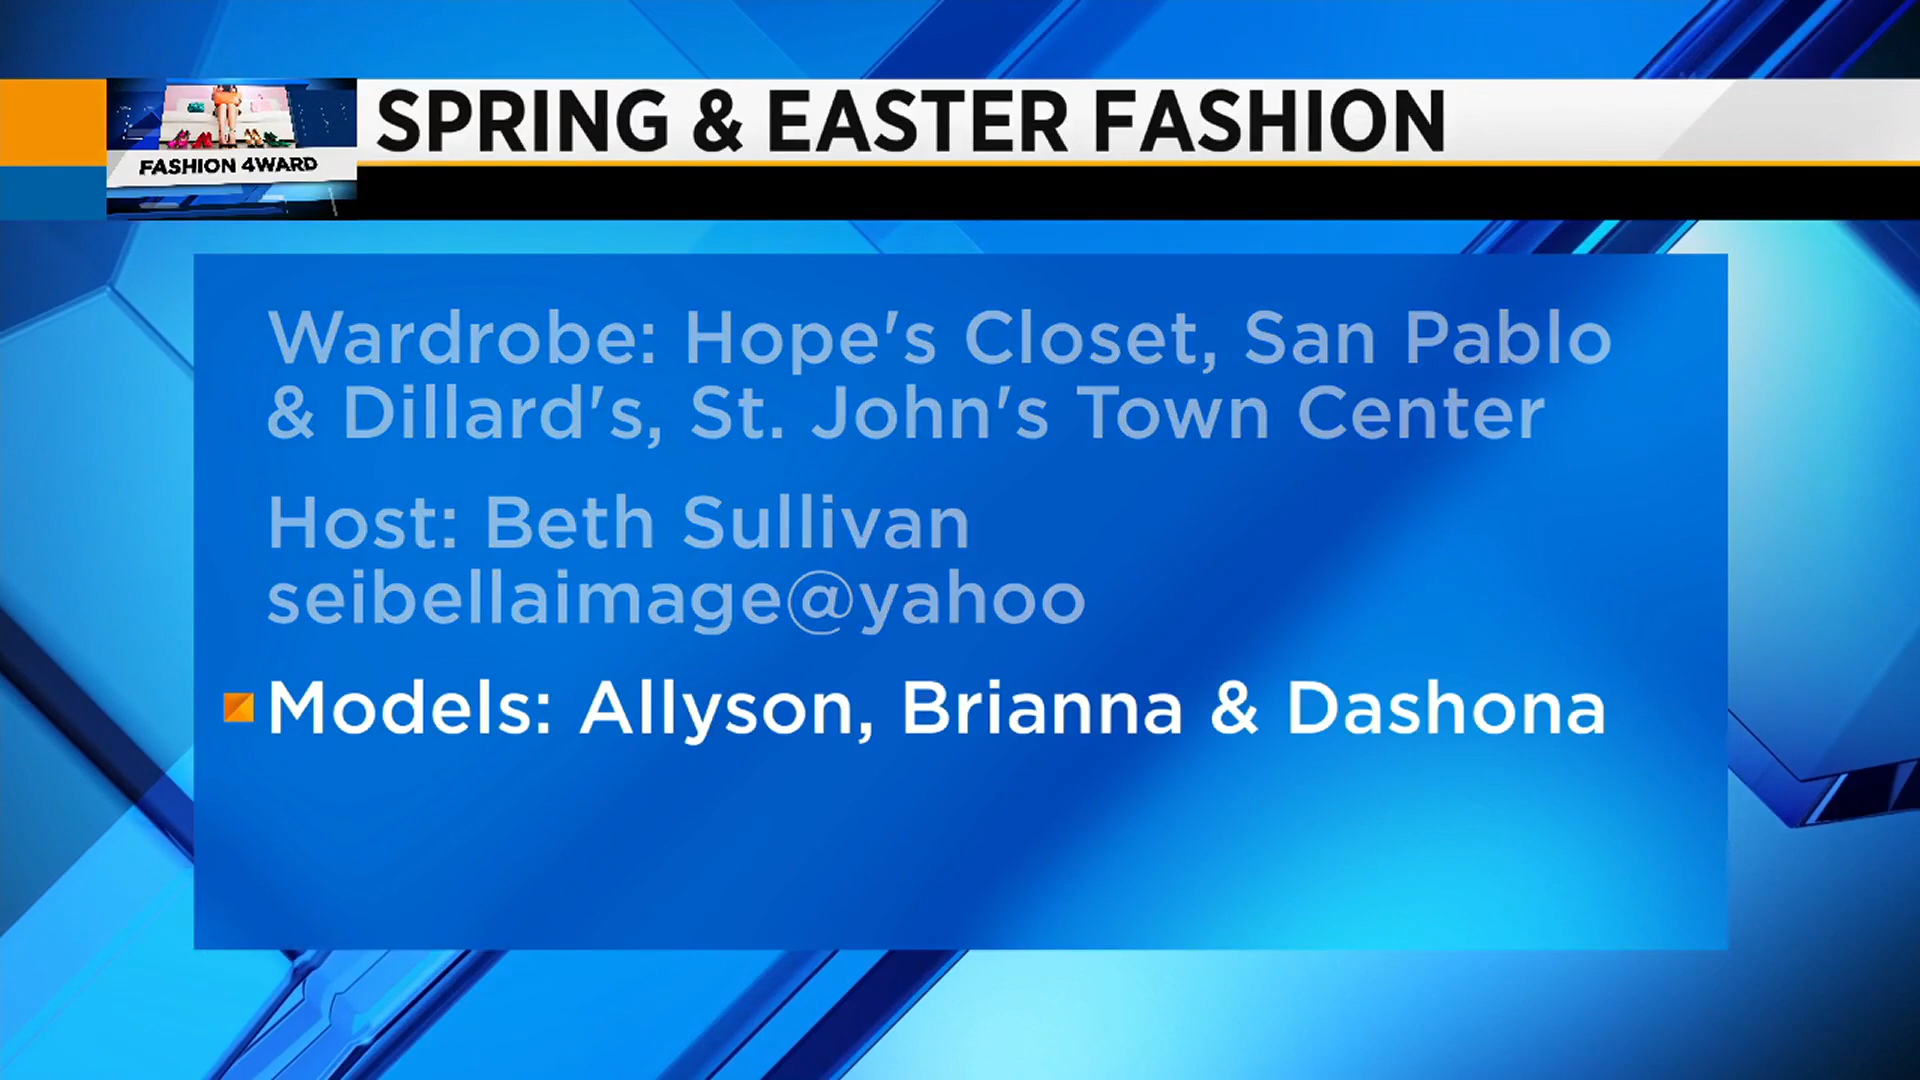 SPRING & EASTER FASHION
FASHION 4WARD
Wardrobe: Hope's Closet, San Pablo
& Dillard's, St. John's Town Center
Host: Beth Sullivan
seibellaimage@yahoo
Models: Allyson, Brianna & Dashona